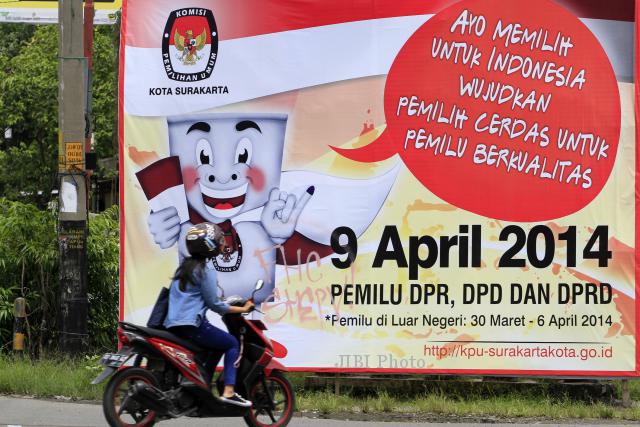 KOMISI
PEMILIHAN UMUM
KOTA SURAKARTA
AYO MEMILIH
UNTUK INDONESIA
WUJUDKAN
PEMILIH CERDAS UNTUK
PEMILU BERKUALITAS
9 April 2014
PEMILU DPR, DPD DAN DPRD
*Pemilu di Luar Negeri: 30 Maret - 6 April 2014
http://kpu-surakartakota.go.id
JIBI Photo